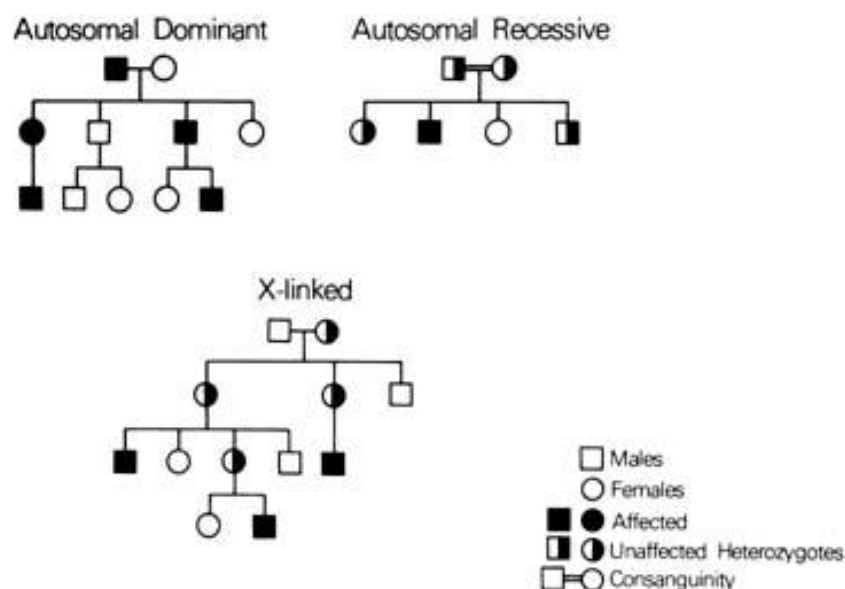 Autosomal Dominant
Autosomal Recessive
X-linked
Males
Females
Affected
Unaffected Heterozygotes
Consanguinity